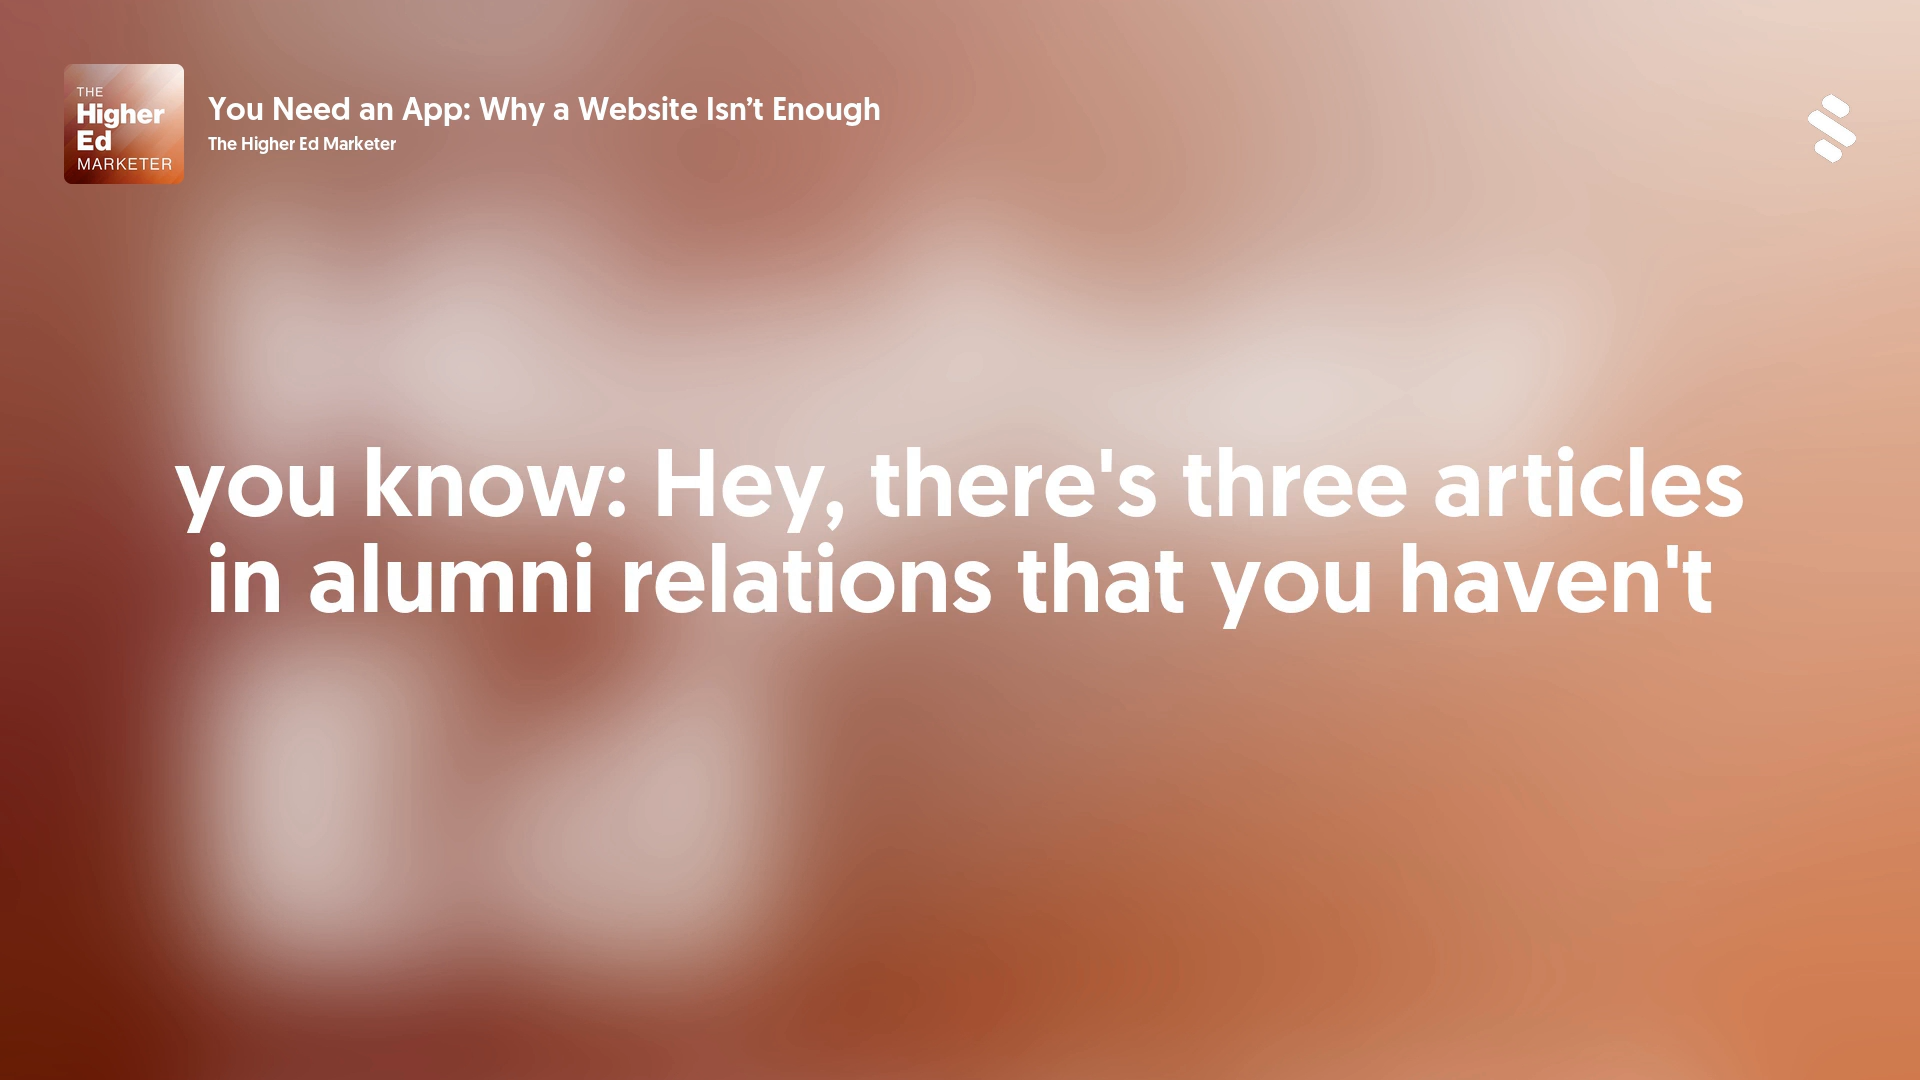 THE
Higher
Ed
MARKETER
You Need an App: Why a Website Isn’t Enough
The Higher Ed Marketer
you know: Hey, there's three articles
in alumni relations that you haven't